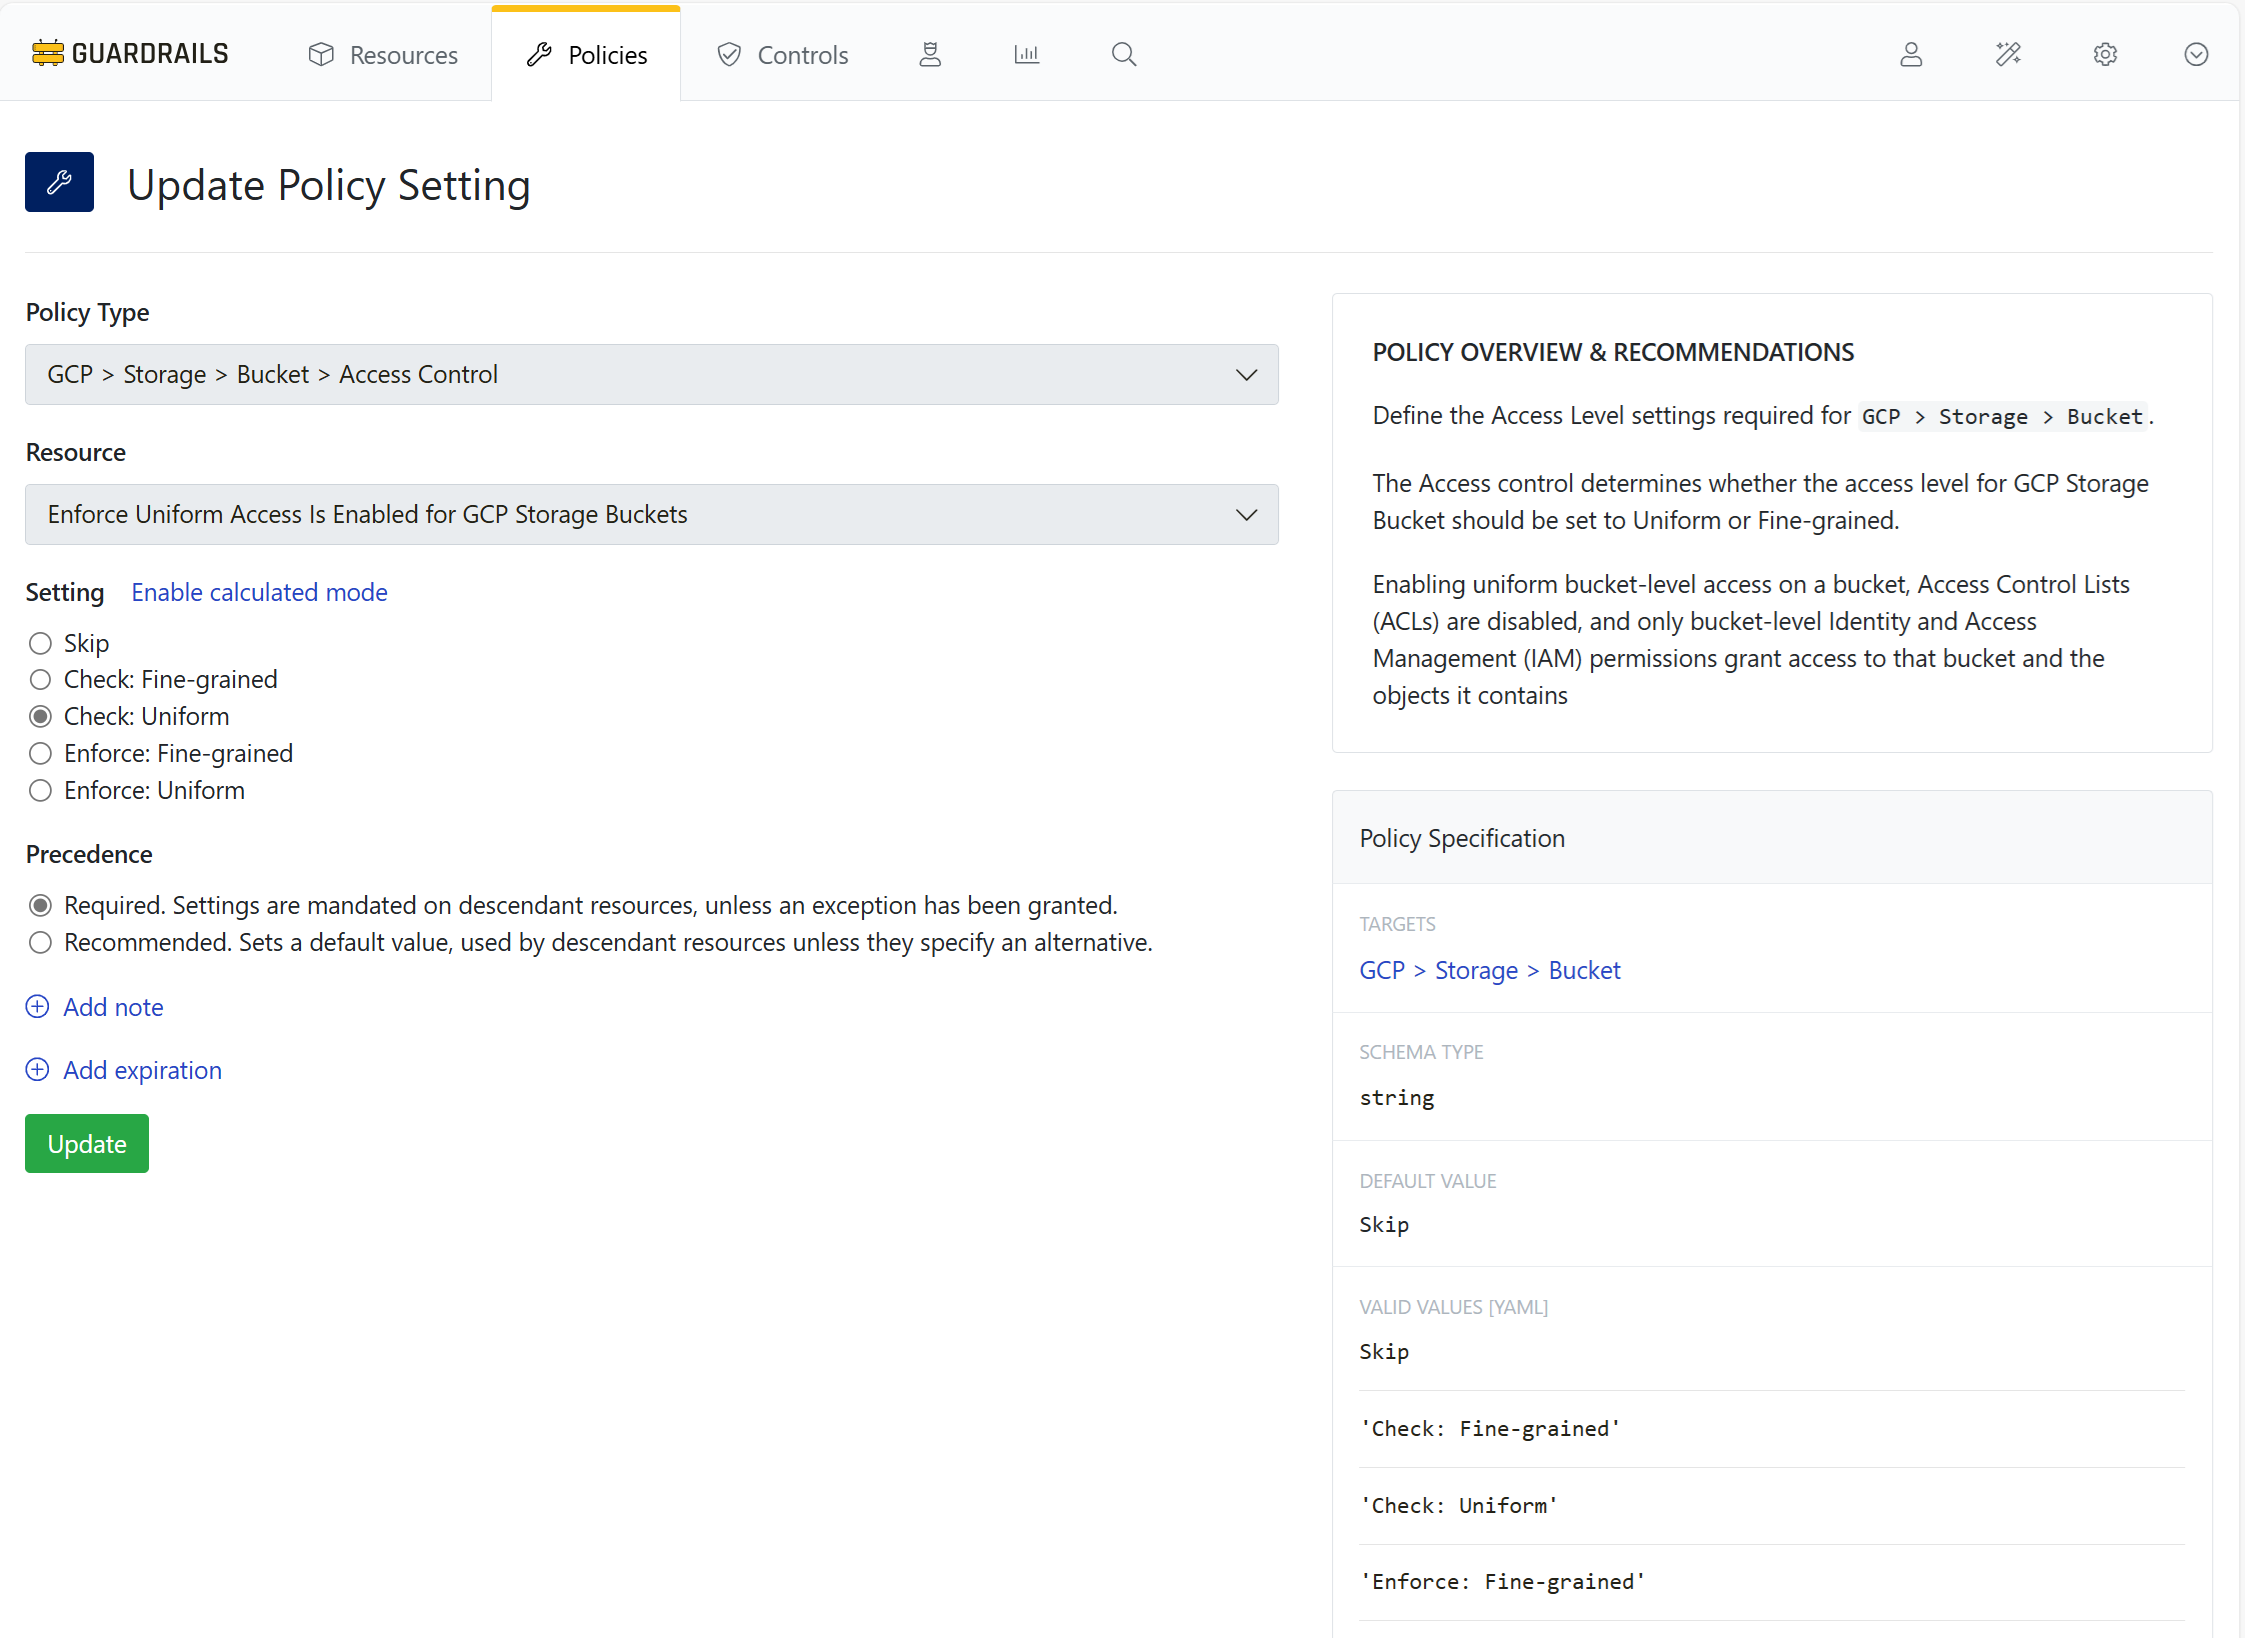 GUARDRAILS
Resources
Policies
Controls
Update Policy Setting
Policy Type
GCP > Storage > Bucket > Access Control
Resource
Enforce Uniform Access Is Enabled for GCP Storage Buckets
Setting Enable calculated mode
Skip
Check: Fine-grained
Check: Uniform
Enforce: Fine-grained
Enforce: Uniform
Precedence
Required. Settings are mandated on descendant resources, unless an exception has been granted.
Recommended. Sets a default value, used by descendant resources unless they specify an alternative.
Add note
Add expiration
Update
POLICY OVERVIEW & RECOMMENDATIONS
Define the Access Level settings required for GCP > Storage > Bucket.
The Access control determines whether the access level for GCP Storage
Bucket should be set to Uniform or Fine-grained.
Enabling uniform bucket-level access on a bucket, Access Control Lists
(ACLs) are disabled, and only bucket-level Identity and Access
Management (IAM) permissions grant access to that bucket and the
objects it contains
Policy Specification
TARGETS
GCP > Storage > Bucket
SCHEMA TYPE
string
DEFAULT VALUE
Skip
VALID VALUES [YAML]
Skip
'Check: Fine-grained'
'Check: Uniform'
'Enforce: Fine-grained'